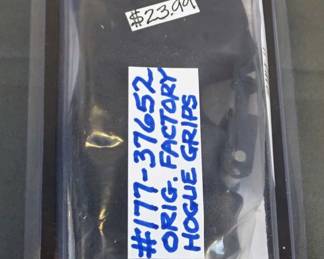 $23.99
#177-37652
ORIG. FACTORY
HOGUE GRIPS